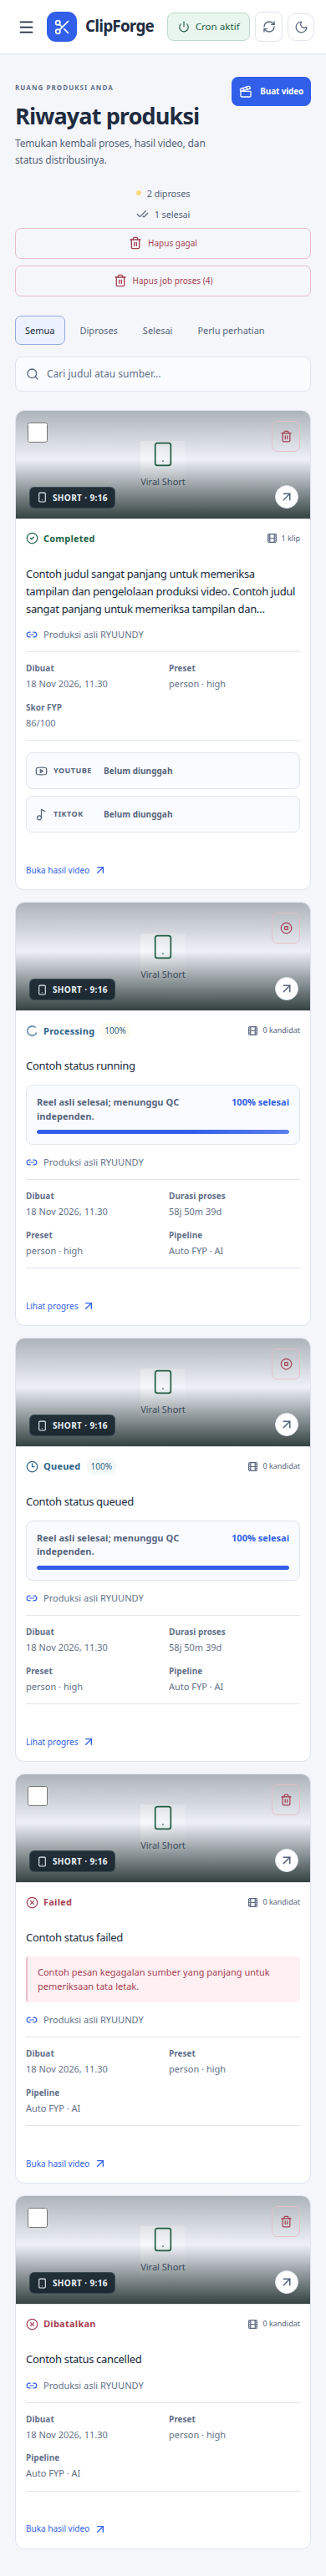 ClipForge
Cron aktif
RUANG PRODUKSI ANDA
Riwayat produksi
Temukan kembali proses, hasil video, dan
status distribusinya.
Buat video
2 diproses
1 selesai
Hapus gagal
Hapus job proses (4)
Semua
Diproses
Selesai
Perlu perhatian
Cari judul atau sumber...
Viral Short
SHORT · 9:16
Completed
1 klip
Contoh judul sangat panjang untuk memeriksa
tampilan dan pengelolaan produksi video. Contoh judul
sangat panjang untuk memeriksa tampilan dan...
Produksi asli RYUUNDY
Dibuat
Preset
18 Nov 2026, 11.30
person · high
Skor FYP
86/100
YOUTUBE
Belum diunggah
TIKTOK
Belum diunggah
Buka hasil video
Viral Short
SHORT · 9:16
Processing
100%
0 kandidat
Contoh status running
Reel asli selesai; menunggu QC
independen.
100% selesai
Produksi asli RYUUNDY
Dibuat
Durasi proses
18 Nov 2026, 11.30
58j 50m 39d
Preset
Pipeline
person · high
Auto FYP · AI
Lihat progres
Viral Short
SHORT · 9:16
Queued
100%
0 kandidat
Contoh status queued
Reel asli selesai; menunggu QC
independen.
100% selesai
Produksi asli RYUUNDY
Dibuat
Durasi proses
18 Nov 2026, 11.30
58j 50m 39d
Preset
Pipeline
person · high
Auto FYP · AI
Lihat progres
Viral Short
SHORT · 9:16
Failed
0 kandidat
Contoh status failed
Contoh pesan kegagalan sumber yang panjang untuk
pemeriksaan tata letak.
Produksi asli RYUUNDY
Dibuat
Preset
18 Nov 2026, 11.30
person · high
Pipeline
Auto FYP · AI
Buka hasil video
Viral Short
SHORT · 9:16
Dibatalkan
0 kandidat
Contoh status cancelled
Produksi asli RYUUNDY
Dibuat
Preset
18 Nov 2026, 11.30
person · high
Pipeline
Auto FYP · AI
Buka hasil video